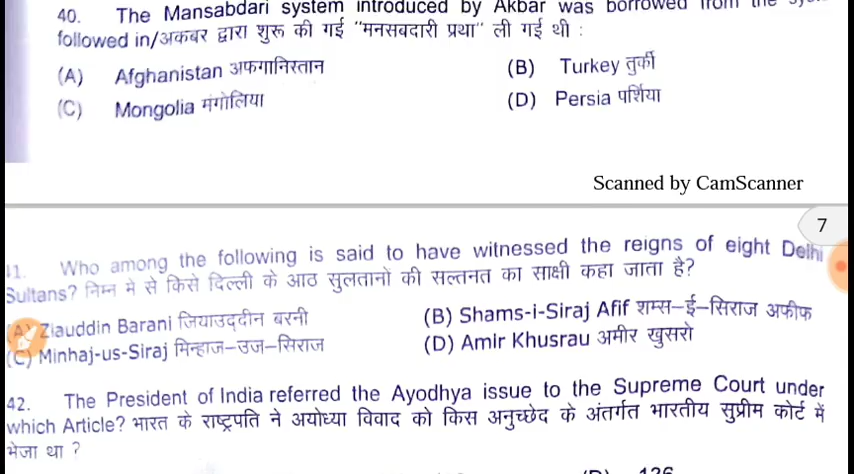 40. The Mansabdari system introduced by Akbar was borrowed from the
followed in/अकबर द्वारा शुरू की गई "मनसबदारी प्रथा" ली गई थी :
(A) Afghanistan अफगानिस्तान (B) Turkey तुर्की
(C) Mongolia मंगोलिया (D) Persia पर्शिया
Scanned by CamScanner
7
11. Who among the following is said to have witnessed the reigns of eight Delhi
Sultans? निम्न मे से किसे दिल्ली के आठ सुलतानो की सल्तनत का साक्षी कहा जाता है?
(A) Ziauddin Barani जियाउद्दीन बरनी (B) Shams-i-Siraj Afif शम्स-ई-सिराज अफीफ
(C) Minhaj-us-Siraj मिन्हाज-उज-सिराज (D) Amir Khusrau अमीर खुसरो
42. The President of India referred the Ayodhya issue to the Supreme Court under
which Article? भारत के राष्ट्रपति ने अयोध्या विवाद को किस अनुच्छेद के अंतर्गत भारतीय सुप्रीम कोर्ट में
भेजा था ?
(B) 136